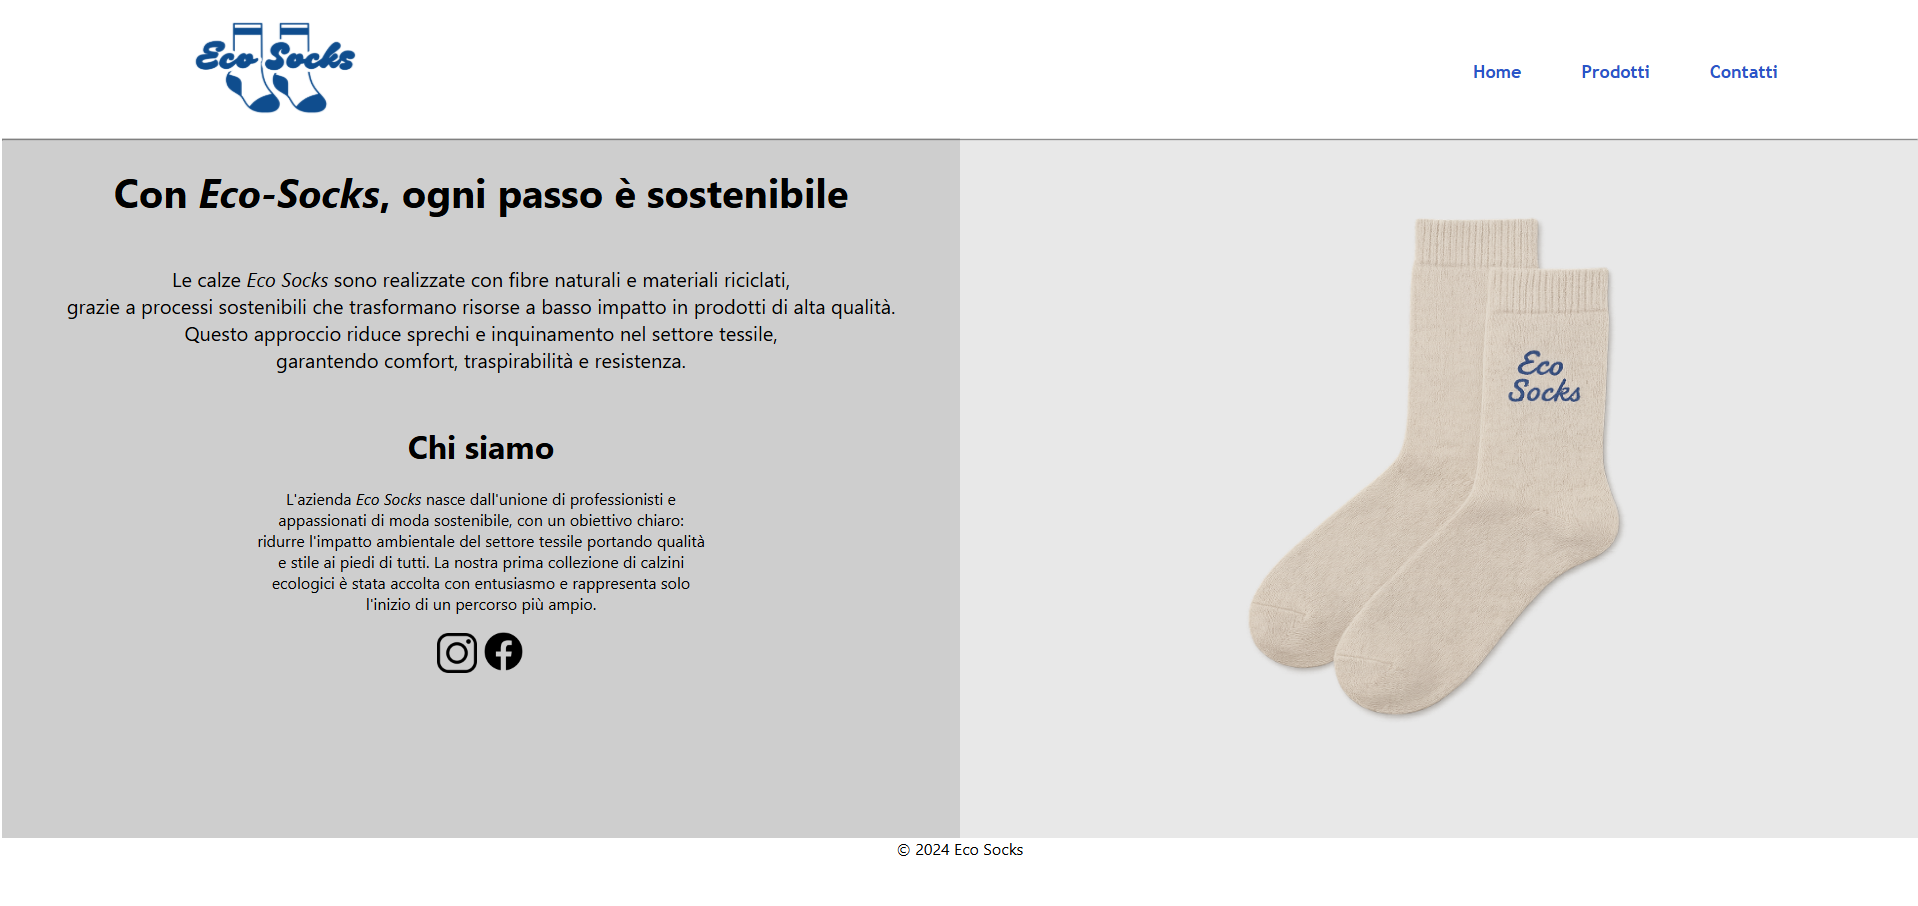 Eco Socks
Home Prodotti Contatti
Con Eco-Socks, ogni passo è sostenibile
Le calze Eco Socks sono realizzate con fibre naturali e materiali riciclati,
grazie a processi sostenibili che trasformano risorse a basso impatto in prodotti di alta qualità.
Questo approccio riduce sprechi e inquinamento nel settore tessile,
garantendo comfort, traspirabilità e resistenza.
Chi siamo
L'azienda Eco Socks nasce dall'unione di professionisti e
appassionati di moda sostenibile, con un obiettivo chiaro:
ridurre l'impatto ambientale del settore tessile portando qualità
e stile ai piedi di tutti. La nostra prima collezione di calzini
ecologici è stata accolta con entusiasmo e rappresenta solo
l'inizio di un percorso più ampio.
Eco
Socks
© 2024 Eco Socks